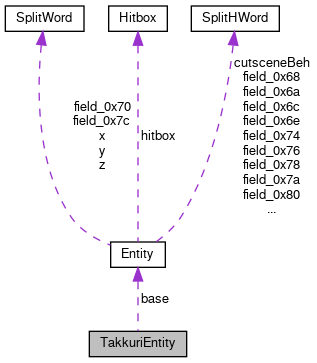 SplitWord
Hitbox
SplitHWord
field_0x70
field_0x7c
x
y
z
hitbox
cutsceneBeh
field_0x68
field_0x6a
field_0x6c
field_0x6e
field_0x74
field_0x76
field_0x78
field_0x7a
field_0x80
...
Entity
base
TakkuriEntity